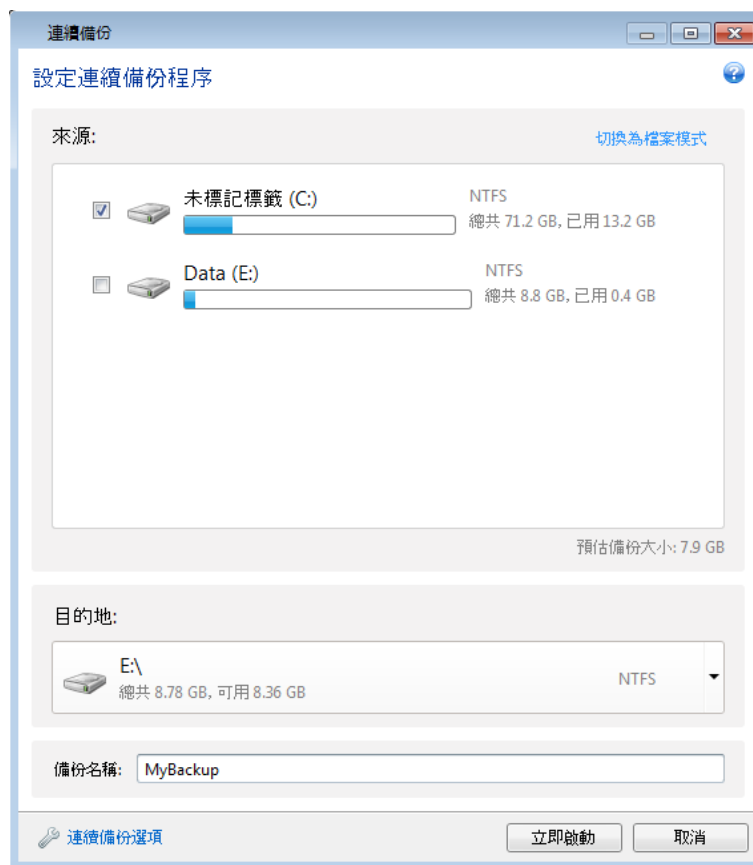 連續備份
設定連續備份程序
來源:
切換為檔案模式
未標記標籤 (C:)
NTFS
總共 71.2 GB, 已用 13.2 GB
Data (E:)
NTFS
總共 8.8 GB, 已用 0.4 GB
預估備份大小: 7.9 GB
目的地:
E:\
總共 8.78 GB, 可用 8.36 GB
NTFS
備份名稱:
MyBackup
連續備份選項
立即啟動
取消